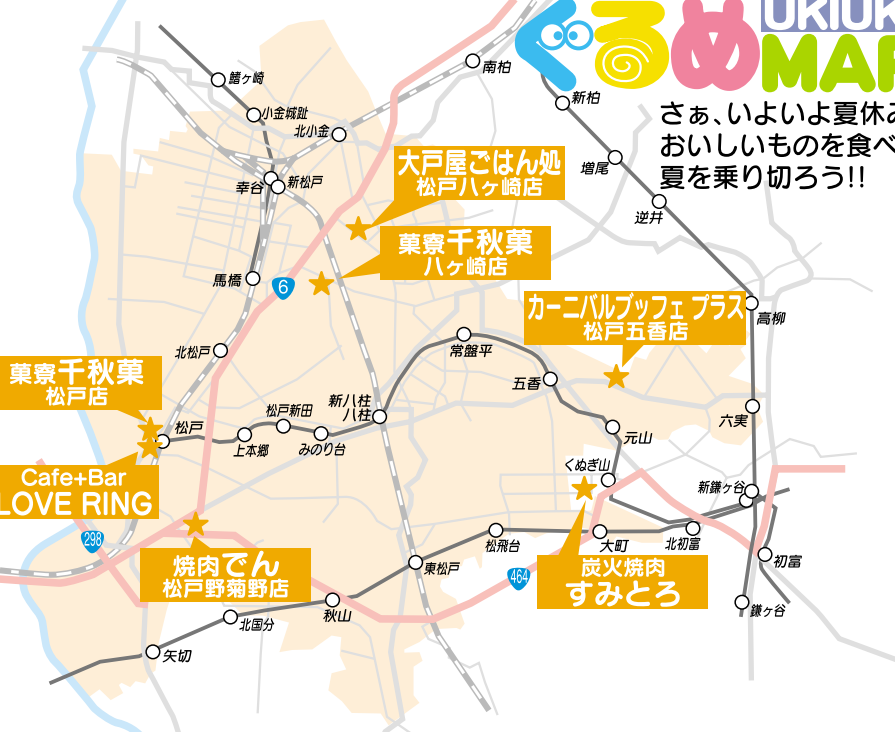 ぐるめ
UKIUK
MAP
さぁ、いよいよ夏休み
おいしいものを食べ
夏を乗り切ろう!!
鰭ヶ崎
小金城趾
北小金
南柏
新柏
増尾
逆井
幸谷
新松戸
大戸屋ごはん処
松戸八ヶ崎店
菓寮千秋菓
八ヶ崎店
馬橋
6
カーニバルブッフェ プラス
松戸五香店
高柳
北松戸
常盤平
五香
菓寮千秋菓
松戸店
新八柱
八柱
松戸新田
松戸
上本郷
みのり台
六実
元山
くぬぎ山
Cafe+Bar
LOVE RING
新鎌ヶ谷
298
焼肉でん
松戸野菊野店
松飛台
大町
北初富
初富
東松戸
464
炭火焼肉
すみとろ
鎌ヶ谷
秋山
北国分
矢切